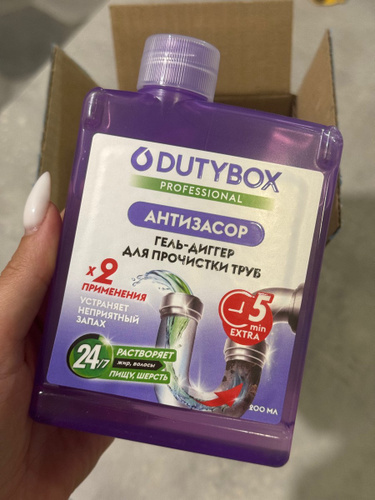 DUTYBOX
PROFESSIONAL
АНТИЗАСОР
ГЕЛЬ-ДИГГЕР
ДЛЯ ПРОЧИСТКИ ТРУБ
x2
ПРИМЕНЕНИЯ
УСТРАНЯЕТ
НЕПРИЯТНЫЙ
ЗАПАХ
5
min
EXTRA
24/7
РАСТВОРЯЕТ
жир, волосы
ПИЩУ, ШЕРСТЬ
200 МЛ